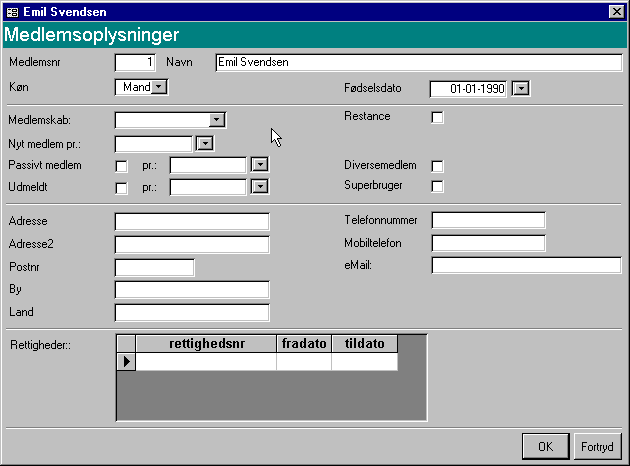 Emil Svendsen
Medlemsoplysninger
Medlemsnr 1 Navn Emil Svendsen
Køn Mand Fødselsdato 01-01-1990
Medlemskab: Restance
Nyt medlem pr.:
Passivt medlem pr.: Diversemedlem
Udmeldt pr.: Superbruger
Adresse Telefonnummer
Adresse2 Mobiltelefon
Postnr eMail:
By
Land
Rettigheder:: rettighedsnr fradato tildato
OK Fortryd